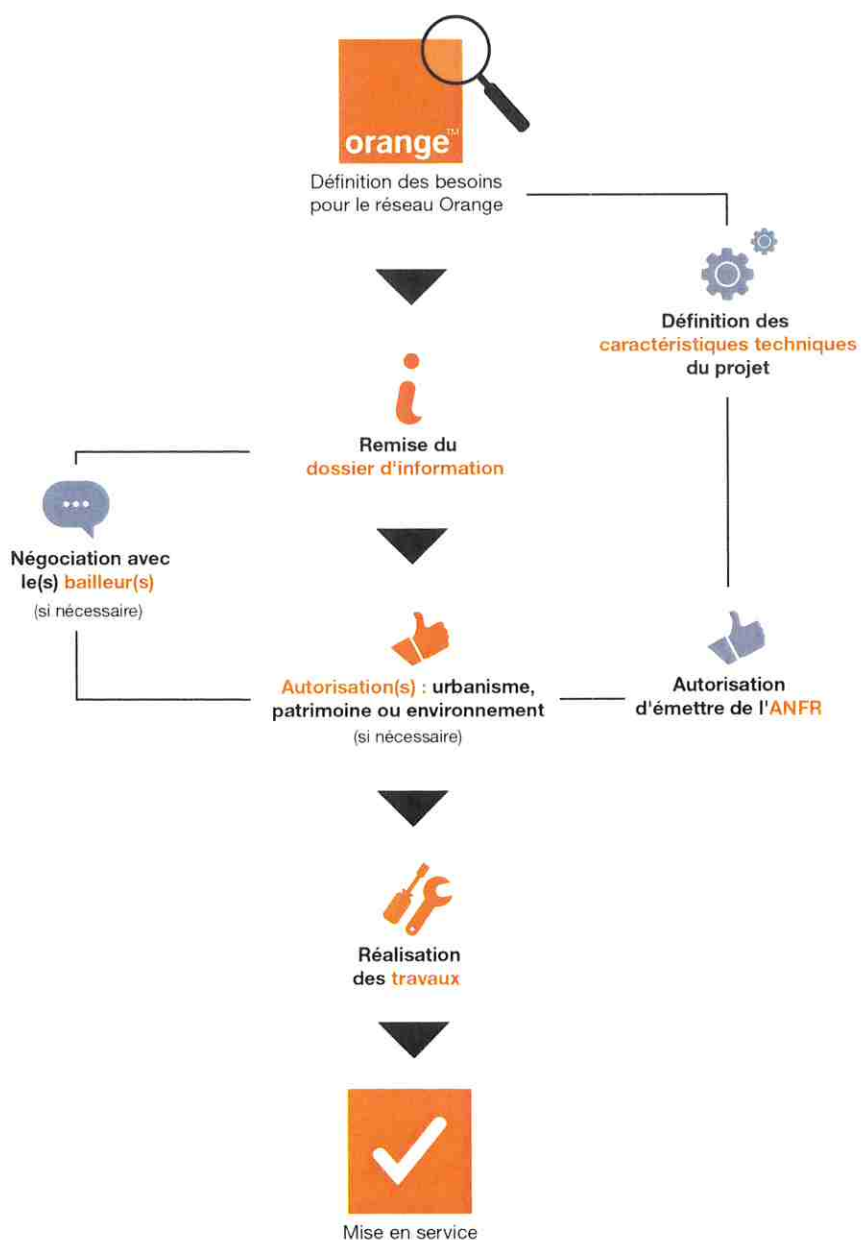 orange™
Définition des besoins
pour le réseau Orange
Définition des
caractéristiques techniques
du projet
Remise du
dossier d'information
Négociation avec
le(s) bailleur(s)
(si nécessaire)
Autorisation(s) : urbanisme,
patrimoine ou environnement
(si nécessaire)
Autorisation
d'émettre de l'ANFR
Réalisation
des travaux
Mise en service